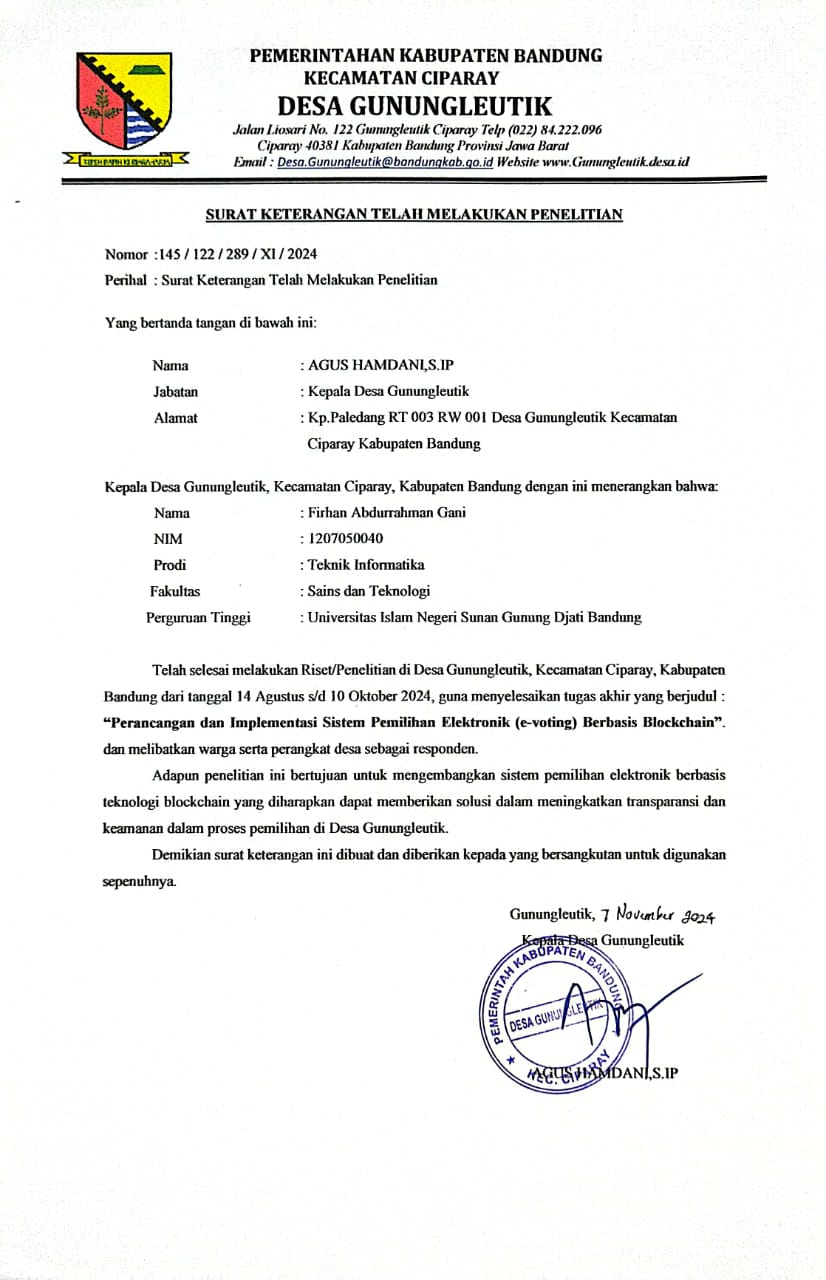 PEMERINTAHAN KABUPATEN BANDUNG
KECAMATAN CIPARAY
DESA GUNUNGLEUTIK
Jalan Liosari No. 122 Gunungleutik Ciparay Telp (022) 84.222.096
Ciparay 40381 Kabupaten Bandung Provinsi Jawa Barat
Email : Desa.Gunungleutik@bandungkab.go.id Website www.Gunungleutik.desa.id
SURAT KETERANGAN TELAH MELAKUKAN PENELITIAN
Nomor :145 / 122 / 289 / XI / 2024
Perihal : Surat Keterangan Telah Melakukan Penelitian
Yang bertanda tangan di bawah ini:
Nama : AGUS HAMDANI,S.IP
Jabatan : Kepala Desa Gunungleutik
Alamat : Kp.Paledang RT 003 RW 001 Desa Gunungleutik Kecamatan
Ciparay Kabupaten Bandung
Kepala Desa Gunungleutik, Kecamatan Ciparay, Kabupaten Bandung dengan ini menerangkan bahwa:
Nama : Firhan Abdurrahman Gani
NIM : 1207050040
Prodi : Teknik Informatika
Fakultas : Sains dan Teknologi
Perguruan Tinggi : Universitas Islam Negeri Sunan Gunung Djati Bandung
Telah selesai melakukan Riset/Penelitian di Desa Gunungleutik, Kecamatan Ciparay, Kabupaten
Bandung dari tanggal 14 Agustus s/d 10 Oktober 2024, guna menyelesaikan tugas akhir yang berjudul :
“Perancangan dan Implementasi Sistem Pemilihan Elektronik (e-voting) Berbasis Blockchain”.
dan melibatkan warga serta perangkat desa sebagai responden.
Adapun penelitian ini bertujuan untuk mengembangkan sistem pemilihan elektronik berbasis
teknologi blockchain yang diharapkan dapat memberikan solusi dalam meningkatkan transparansi dan
keamanan dalam proses pemilihan di Desa Gunungleutik.
Demikian surat keterangan ini dibuat dan diberikan kepada yang bersangkutan untuk digunakan
sepenuhnya.
Gunungleutik, 7 November 2024
Kepala Desa Gunungleutik
PEMERINTAH KABUPATEN BANDUNG
DESA GUNUNGLEUTIK
KEC. CIPARAY
AGUS HAMDANI,S.IP